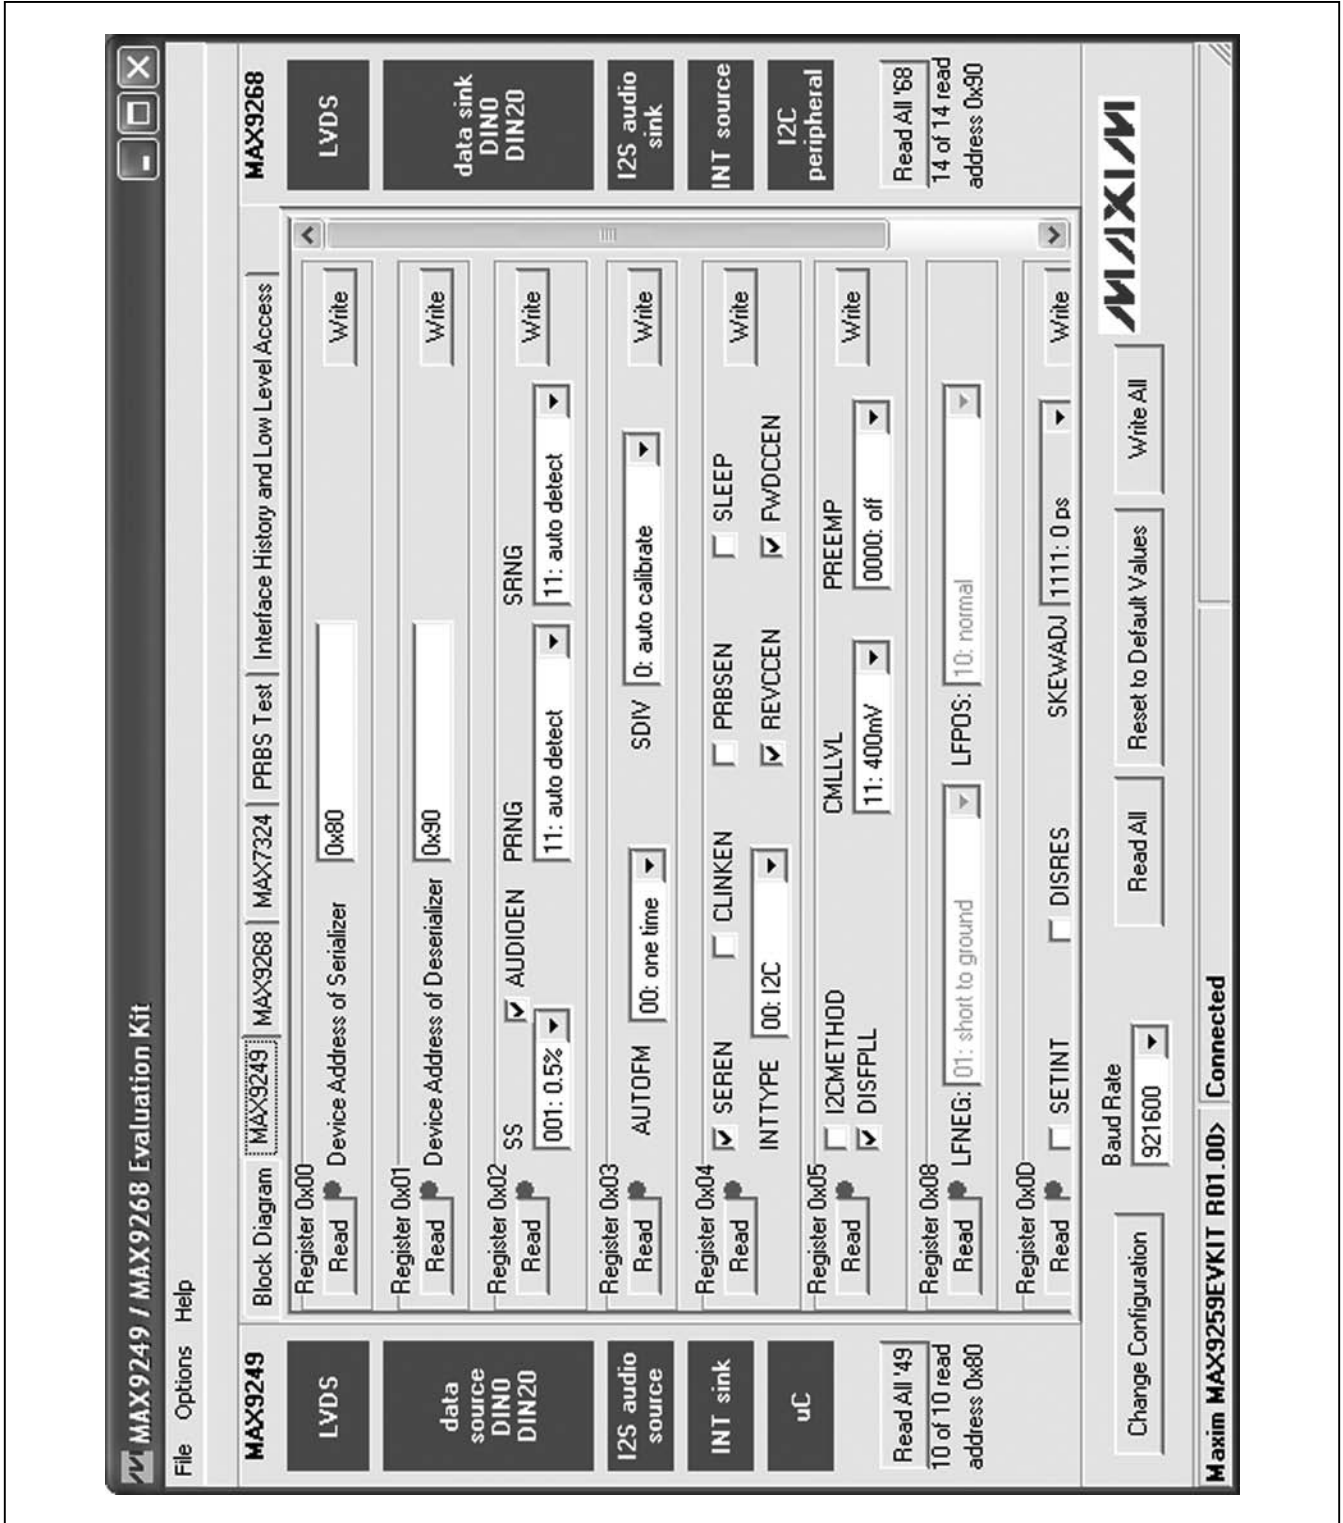 MAX9249 / MAX9268 Evaluation Kit
File Options Help
MAX9249
LVDS
data
source
DIN0
DIN20
I2S audio
source
INT sink
uC
Read All '49
10 of 10 read
address 0x80
Block Diagram MAX9249 MAX9268 MAX7324 PRBS Test Interface History and Low Level Access
Register 0x00
Read Device Address of Serializer 0x80 Write
Register 0x01
Read Device Address of Deserializer 0x90 Write
Register 0x02
SS AUDIOEN PRNG SRNG
Read 001: 0.5% 11: auto detect 11: auto detect Write
Register 0x03
Read AUTOFM 00: one time SDIV 0: auto calibrate Write
Register 0x04
SEREN CLINKEN PRBSEN SLEEP
Read Write
INTTYPE 00: I2C REVCCEN FWDCCEN
Register 0x05
I2CMETHOD CMLLVL PREEMP
Read DISFPLL 11: 400mV 0000: off Write
Register 0x08
Read LFNEG: 01: short to ground LFPOS: 10: normal
Register 0x0D
Read SETINT DISRES SKEWADJ 1111: 0 ps Write
MAX9268
LVDS
data sink
DIN0
DIN20
I2S audio
sink
INT source
I2C
peripheral
Read All '68
14 of 14 read
address 0x90
Change Configuration
Baud Rate
921600
Read All
Reset to Default Values
Write All
MAXIM
Maxim MAX9259EVKIT R01.00> Connected